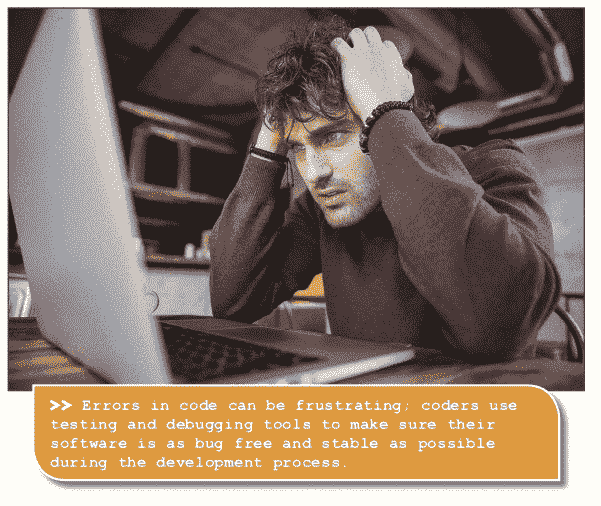 >> Errors in code can be frustrating; coders use
testing and debugging tools to make sure their
software is as bug free and stable as possible
during the development process.